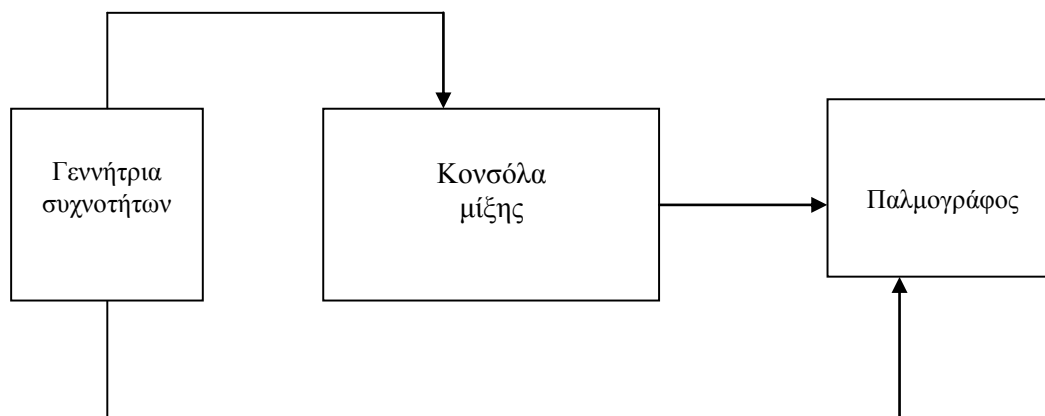 Γεννήτρια
συχνοτήτων
Κονσόλα
μίξης
Παλμογράφος